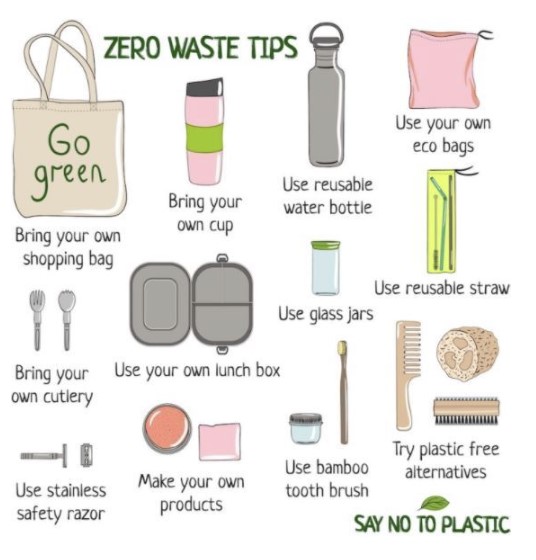 ZERO WASTE TIPS
Go
green
Bring your own
shopping bag
Bring your
own cup
Use reusable
water bottle
Use your own
eco bags
Use reusable straw
Use glass jars
Bring your
own cutlery
Use your own lunch box
Use stainless
safety razor
Make your own
products
Use bamboo
tooth brush
Try plastic free
alternatives
SAY NO TO PLASTIC